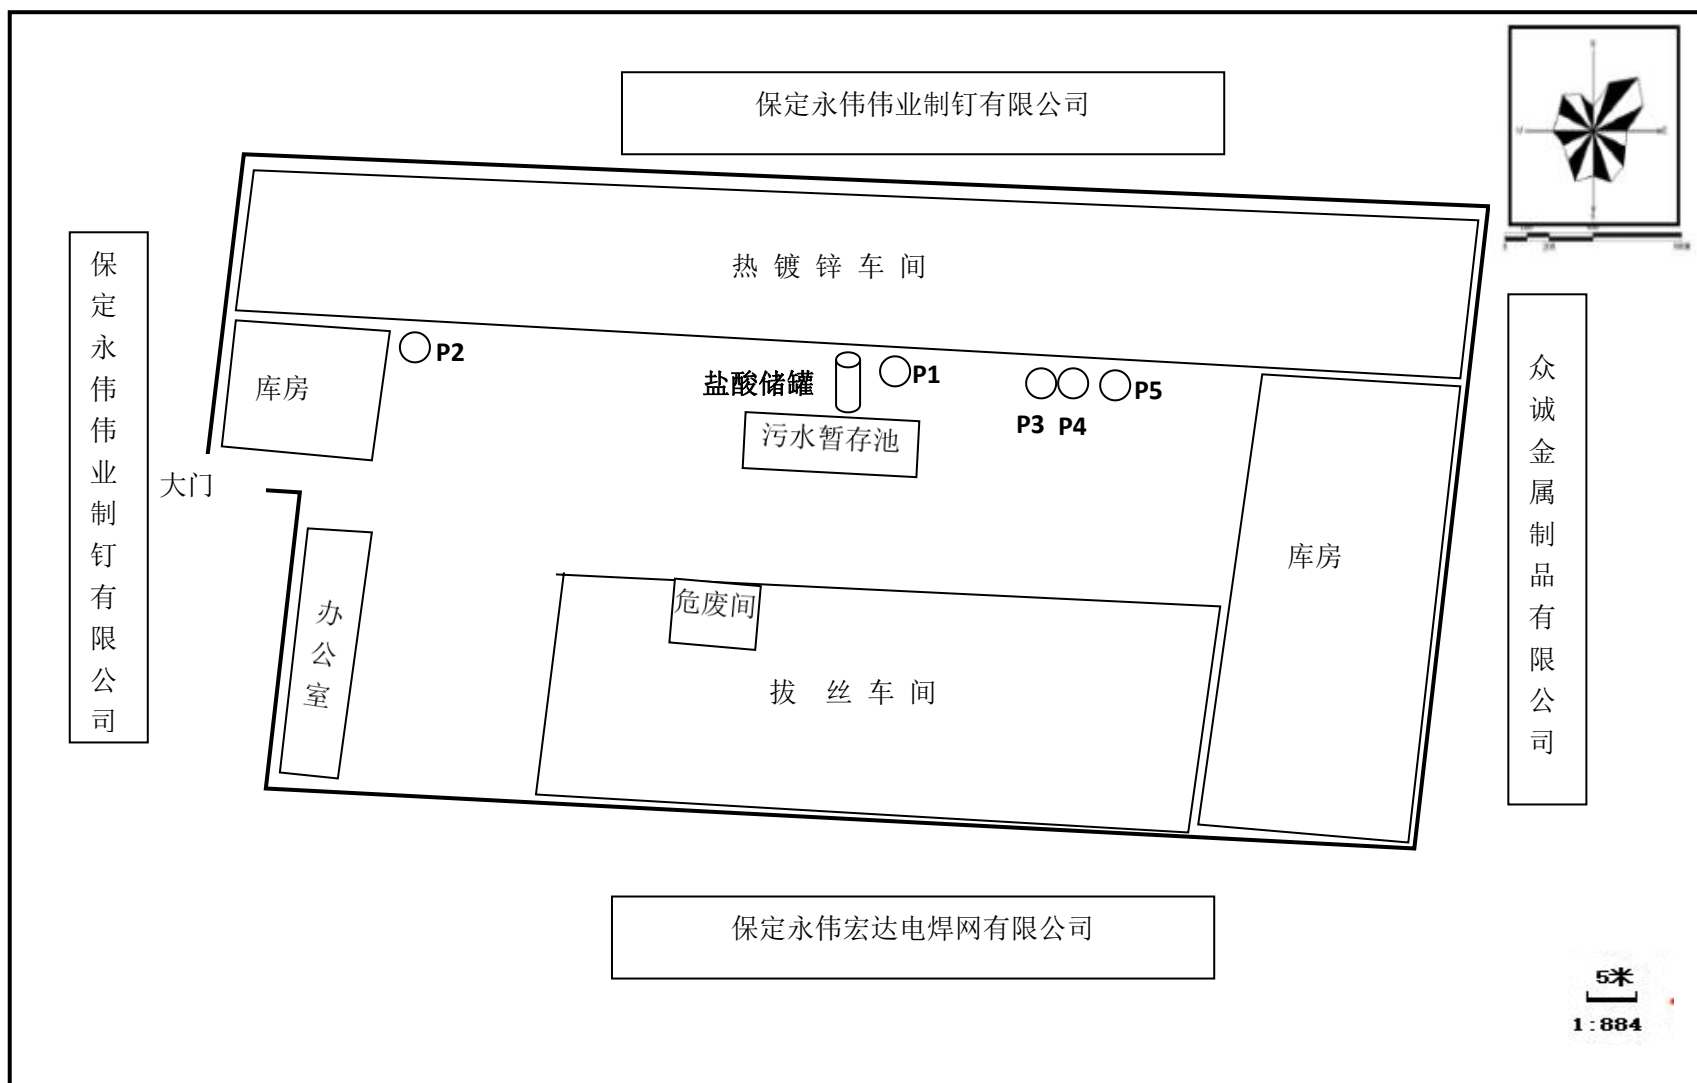 保定永伟伟业制钉有限公司
热镀锌车间
保定永伟伟业制钉有限公司
众诚金属制品有限公司
P2
盐酸储罐
P1
P3
P4
P5
库房
污水暂存池
大门
库房
办公室
危废间
拔丝车间
保定永伟宏达电焊网有限公司
5米
1:884